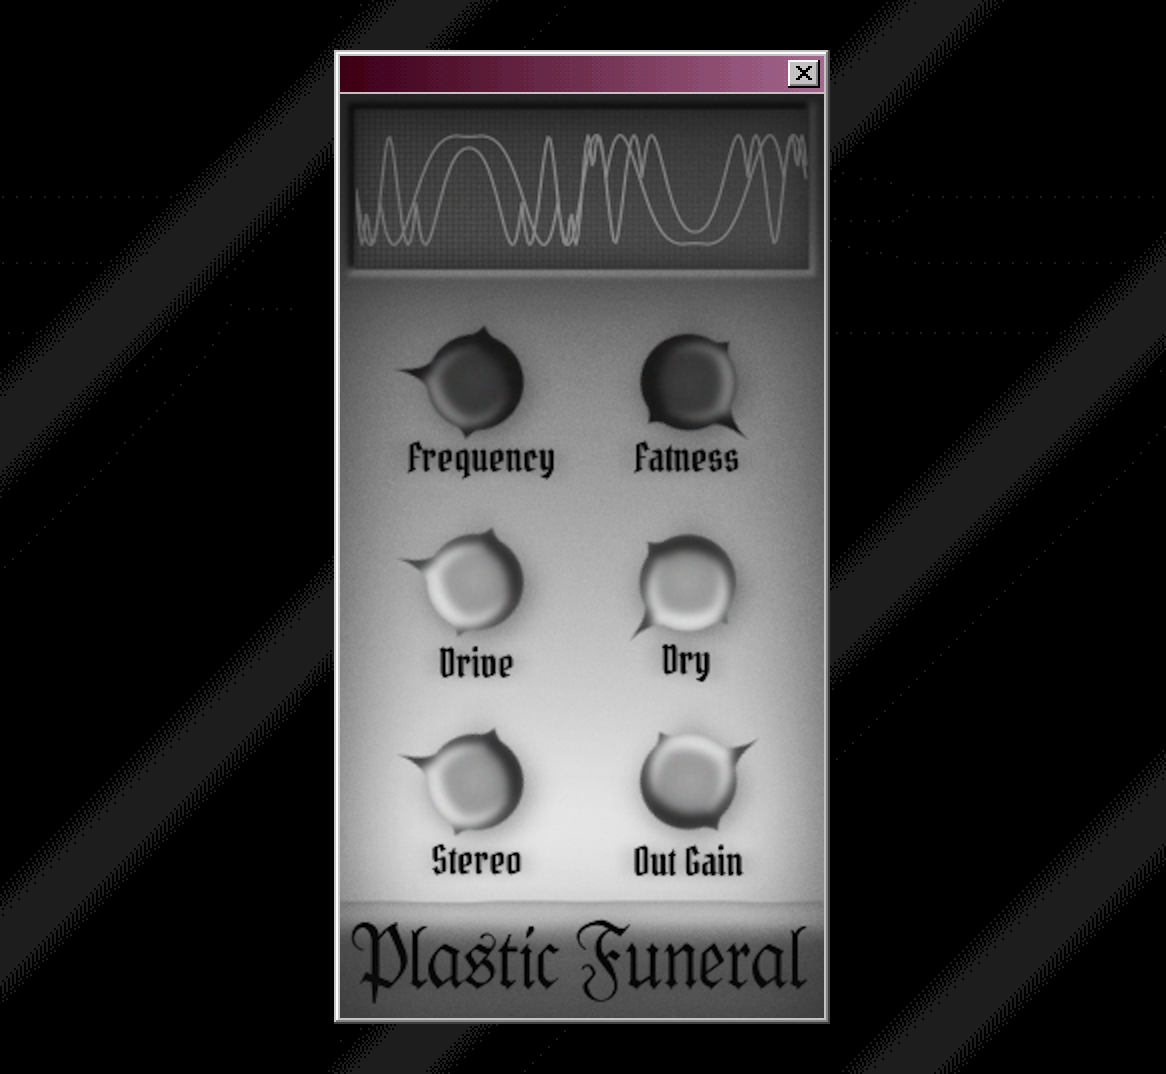 Frequency
Fatness
Drive
Dry
Stereo
Out Gain
Plastic Funeral